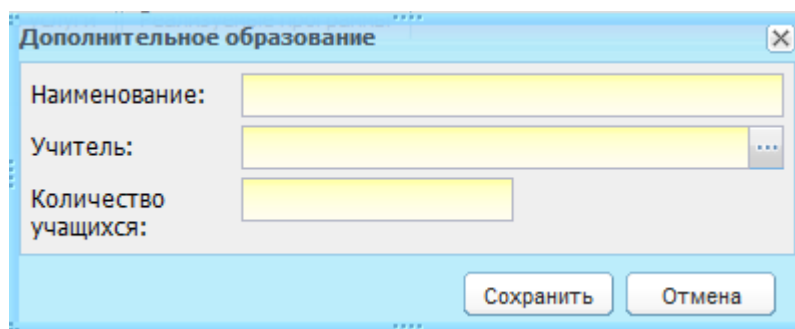 Дополнительное образование
Наименование:
Учитель:
Количество
учащихся:
Сохранить Отмена